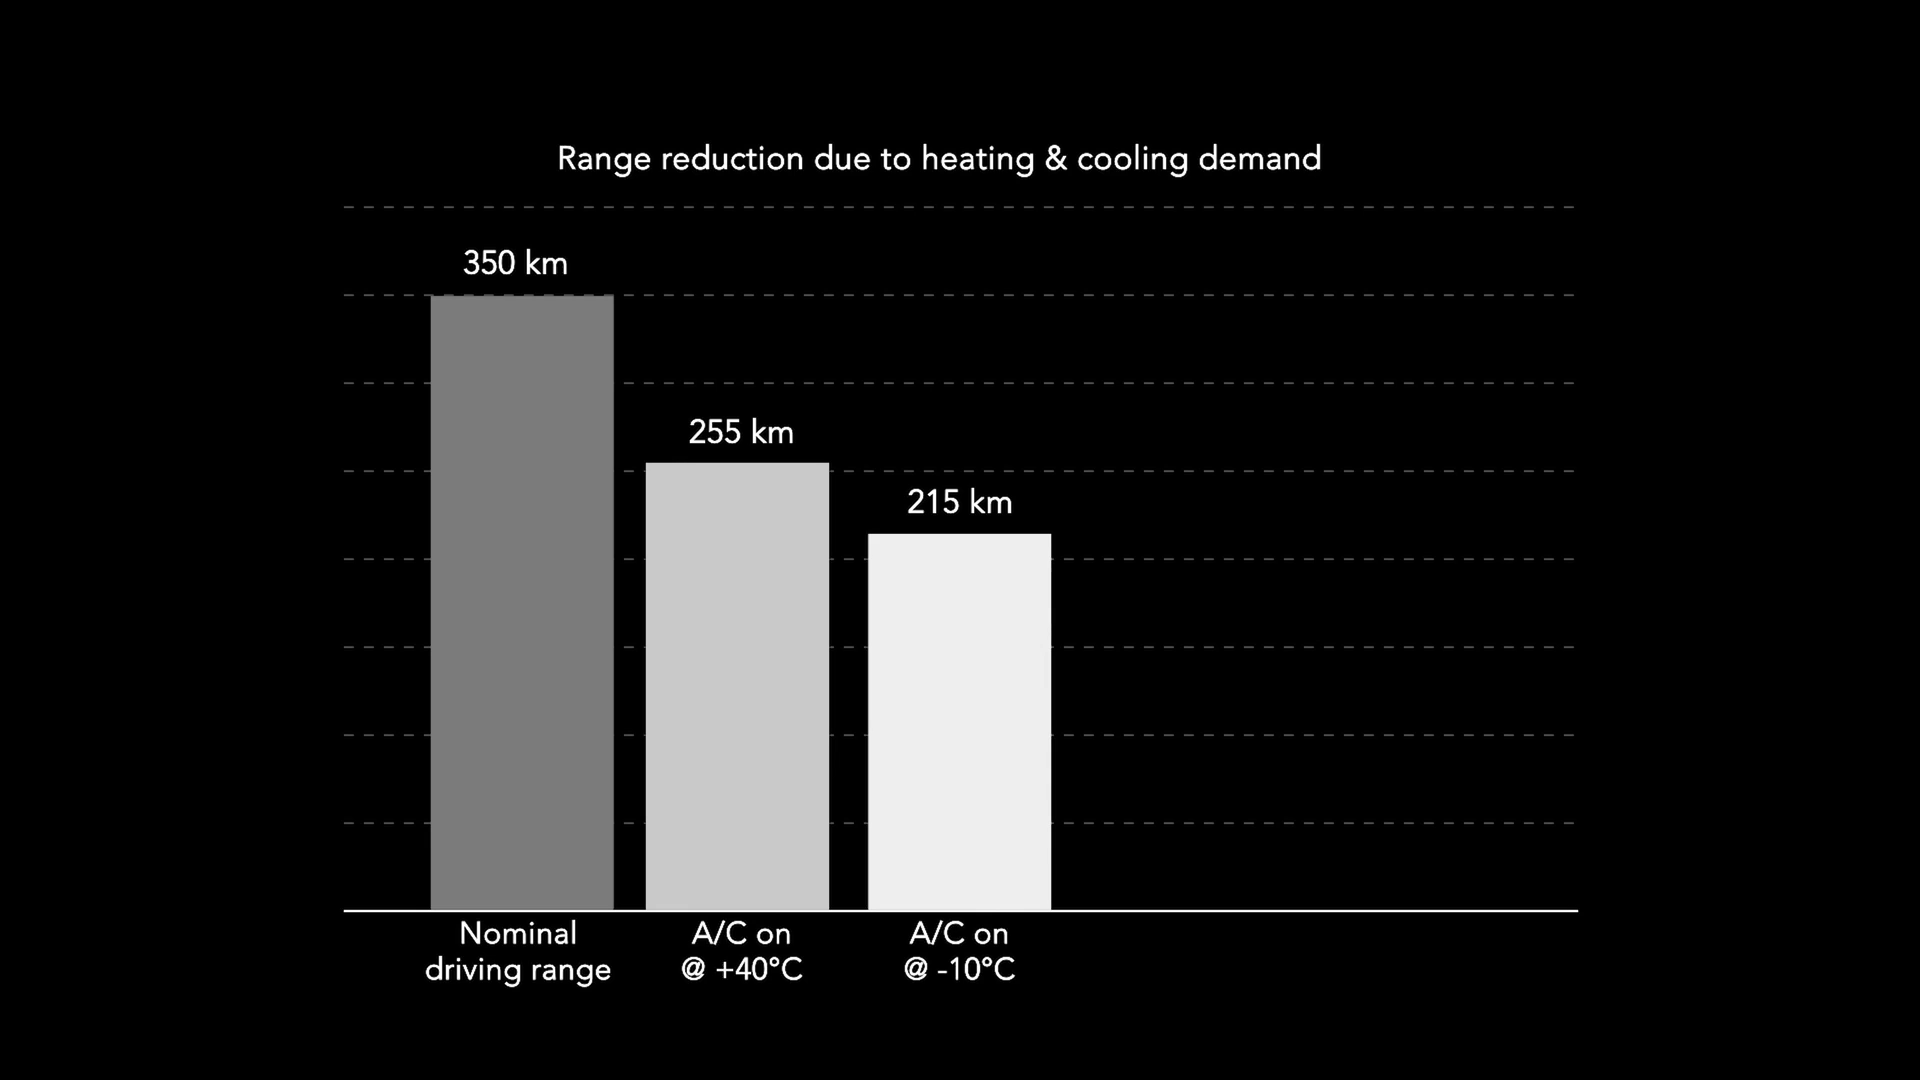 Range reduction due to heating & cooling demand
350 km
255 km
215 km
Nominal
driving range
A/C on
@ +40°C
A/C on
@ -10°C